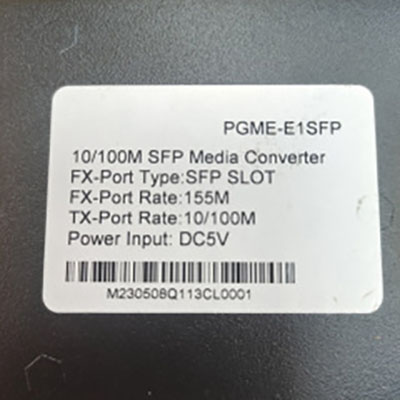 PGME-E1SFP
10/100M SFP Media Converter
FX-Port Type:SFP SLOT
FX-Port Rate:155M
TX-Port Rate:10/100M
Power Input: DC5V
M230508Q113CL0001